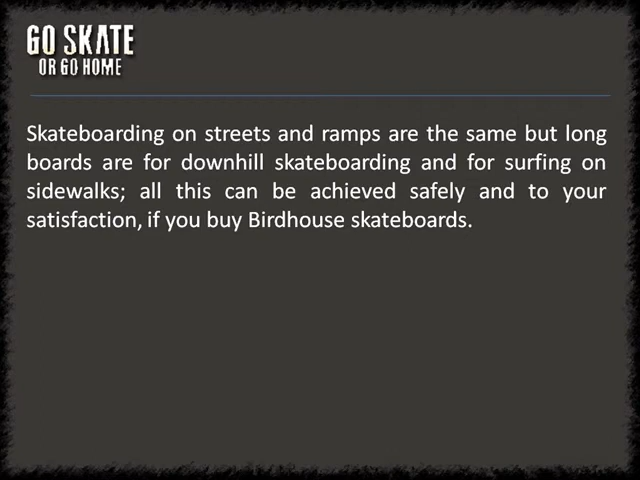 GO SKATE
OR GO HOME
Skateboarding on streets and ramps are the same but long
boards are for downhill skateboarding and for surfing on
sidewalks; all this can be achieved safely and to your
satisfaction, if you buy Birdhouse skateboards.